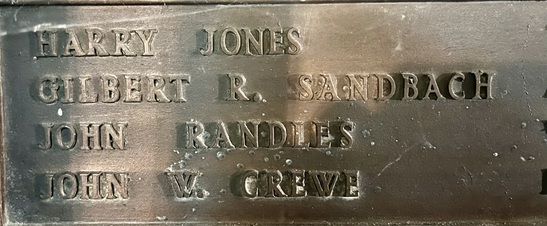 HARRY JONES
GILBERT R. SANDBACH
JOHN RANDLES
JOHN W. CREWE